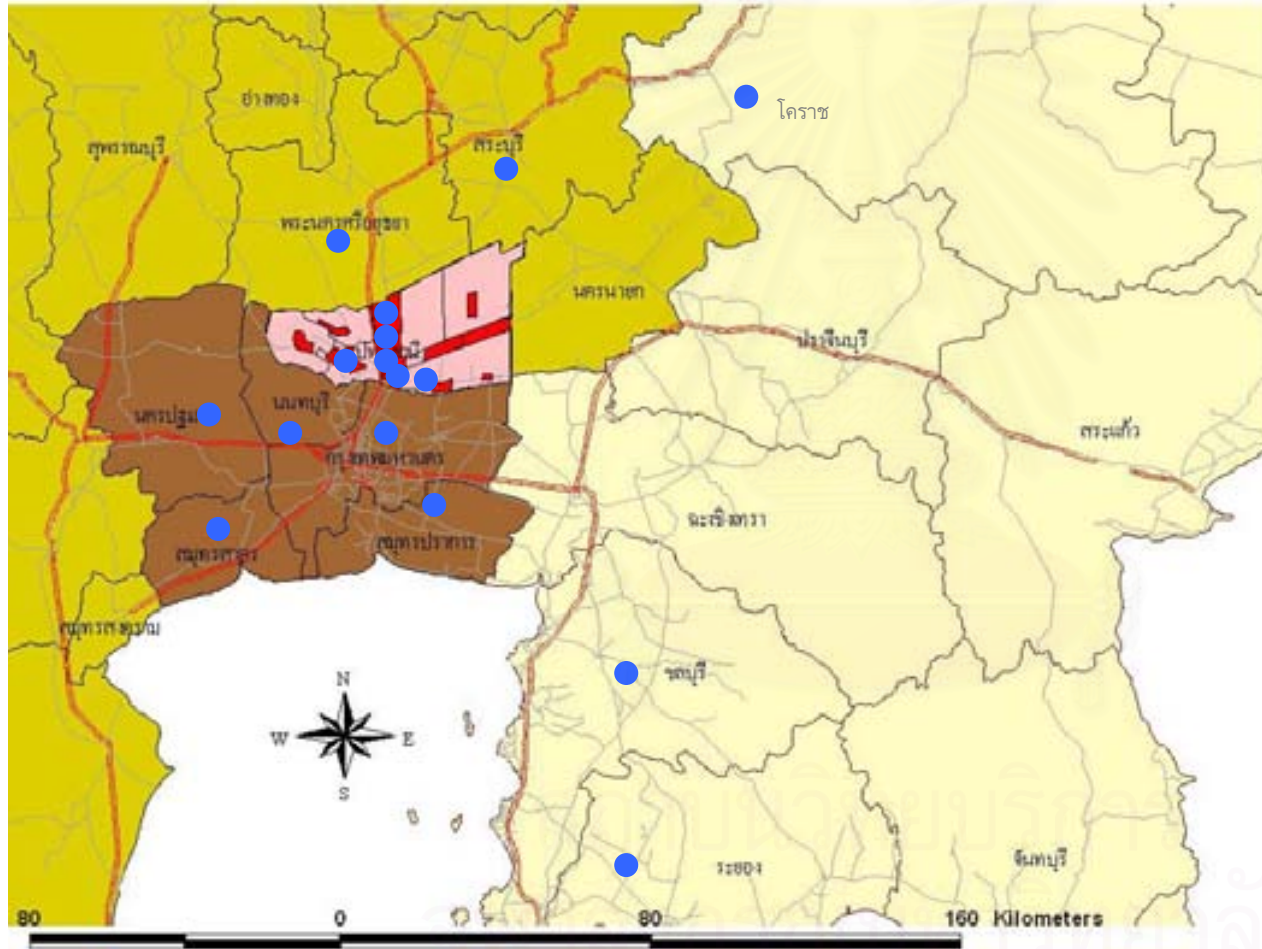 อ่างทอง
โคราช
สุพรรณบุรี
สระบุรี
พระนครศรีอยุธยา
นครนายก
ปราจีนบุรี
นนทบุรี
นครปฐม
สระแก้ว
กรุงเทพมหานคร
ฉะเชิงเทรา
สมุทรปราการ
สมุทรสาคร
สมุทรสงคราม
ชลบุรี
N
W E
S
ระยอง
จันทบุรี
80 0 80 160 Kilometers